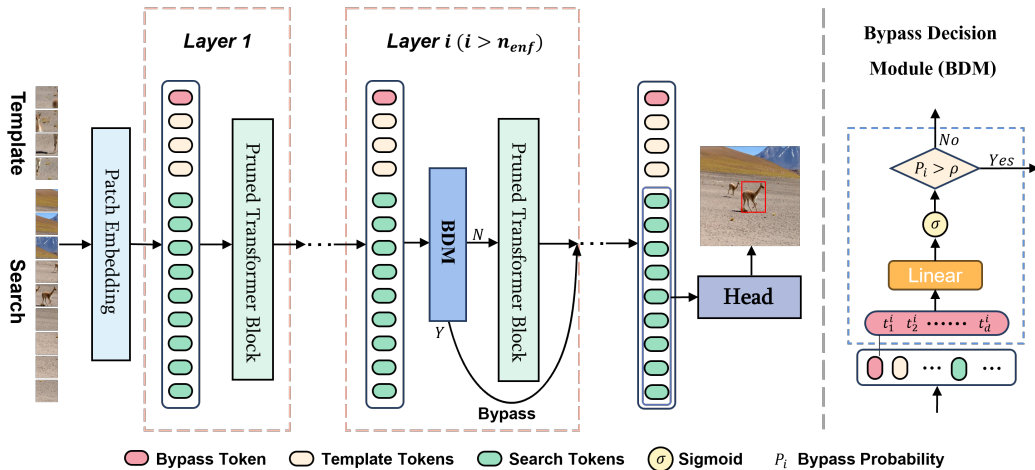 Template
Search
Patch Embedding
Layer 1
Pruned Transformer Block
Layer i (i > n_enf)
BDM
N
Y
Pruned Transformer Block
Bypass
Head
Bypass Decision
Module (BDM)
No
Yes
P_i > ρ
σ
Linear
t_1^i t_2^i ······ t_d^i
··· ···
Bypass Token
Template Tokens
Search Tokens
σ Sigmoid
P_i Bypass Probability